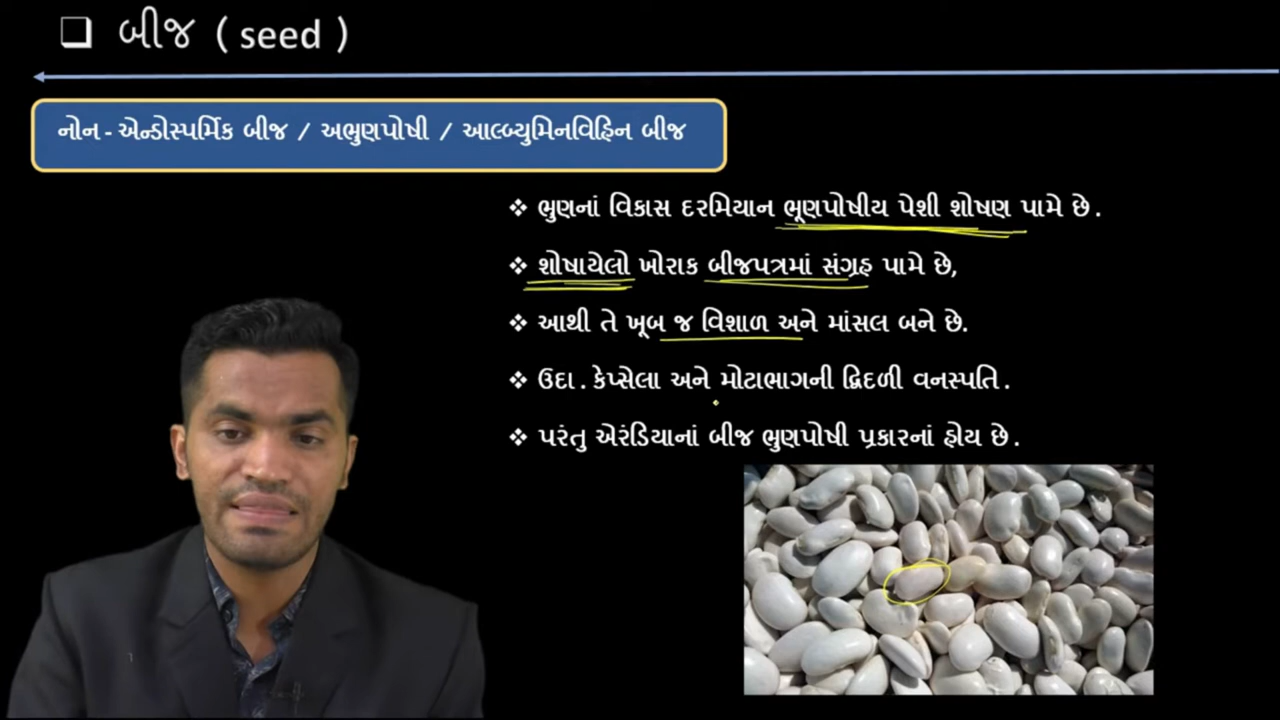 ❑ બીજ ( seed )
નોન - એન્ડોસ્પર્મિક બીજ / અભુણપોષી / આલ્બ્યુમિનવિહિન બીજ
❖ ભુણનાં વિકાસ દરમિયાન ભૂણપોષીય પેશી શોષણ પામે છે .
❖ શોષાયેલો ખોરાક બીજપત્રમાં સંગ્રહ પામે છે,
❖ આથી તે ખૂબ જ વિશાળ અને માંસલ બને છે.
❖ ઉદા . કેપ્સેલા અને મોટાભાગની દ્વિદળી વનસ્પતિ .
❖ પરંતુ એરંડિયાનાં બીજ ભુણપોષી પ્રકારનાં હોય છે .